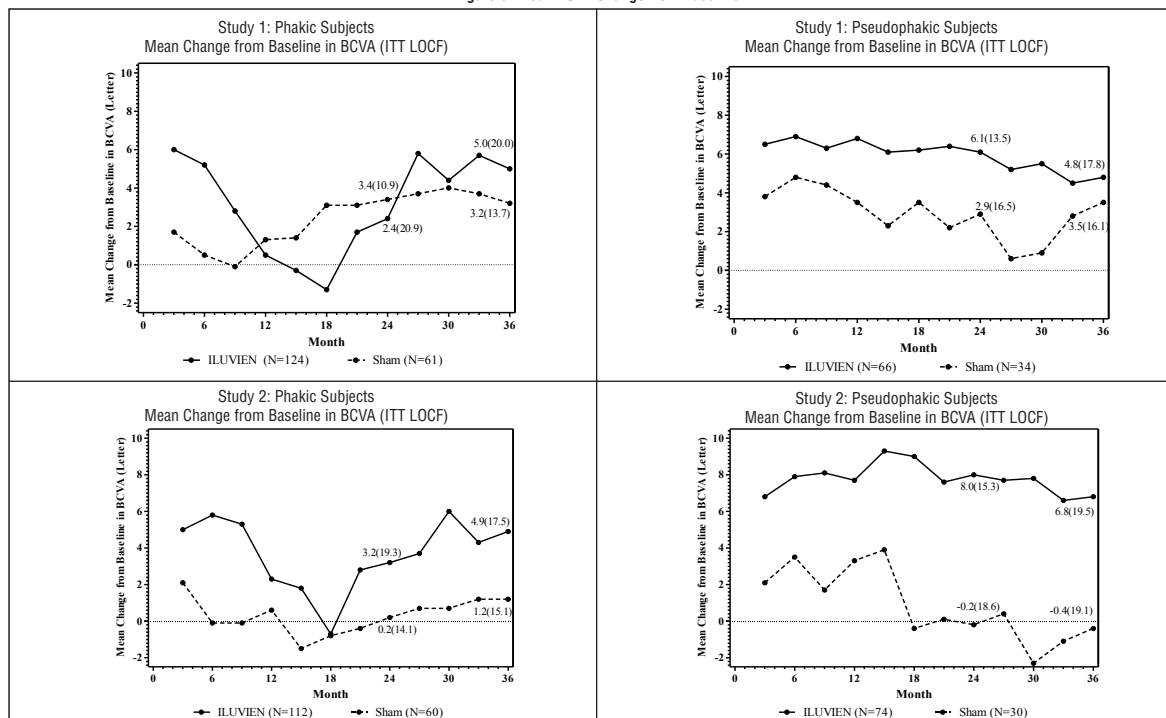 Study 1: Phakic Subjects
Mean Change from Baseline in BCVA (ITT LOCF)
Mean Change from Baseline in BCVA (Letter)
10
8
6
4
2
0
-2
5.0(20.0)
3.4(10.9)
3.2(13.7)
2.4(20.9)
0 6 12 18 24 30 36
Month
ILUVIEN (N=124) Sham (N=61)
Study 1: Pseudophakic Subjects
Mean Change from Baseline in BCVA (ITT LOCF)
Mean Change from Baseline in BCVA (Letter)
10
8
6
4
2
0
-2
6.1(13.5)
4.8(17.8)
2.9(16.5)
3.5(16.1)
0 6 12 18 24 30 36
Month
ILUVIEN (N=66) Sham (N=34)
Study 2: Phakic Subjects
Mean Change from Baseline in BCVA (ITT LOCF)
Mean Change from Baseline in BCVA (Letter)
10
8
6
4
2
0
-2
4.9(17.5)
3.2(19.3)
1.2(15.1)
0.2(14.1)
0 6 12 18 24 30 36
Month
ILUVIEN (N=112) Sham (N=60)
Study 2: Pseudophakic Subjects
Mean Change from Baseline in BCVA (ITT LOCF)
Mean Change from Baseline in BCVA (Letter)
10
8
6
4
2
0
-2
8.0(15.3)
6.8(19.5)
-0.2(18.6)
-0.4(19.1)
0 6 12 18 24 30 36
Month
ILUVIEN (N=74) Sham (N=30)